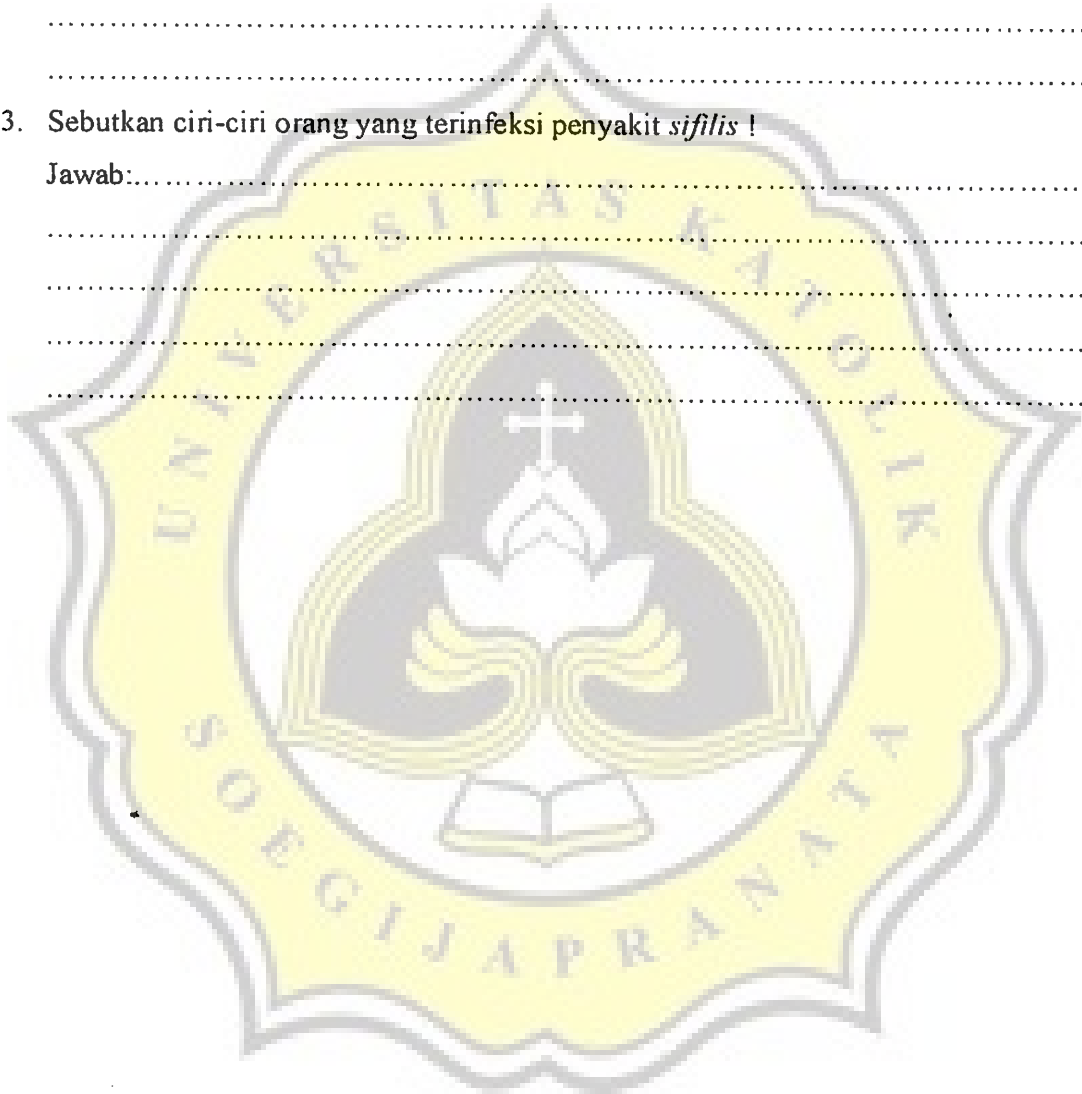 ........................................................................
........................................................................
3. Sebutkan ciri-ciri orang yang terinfeksi penyakit sifilis !
Jawab:........................................................................
........................................................................
........................................................................
........................................................................
........................................................................
UNIVERSITAS KATOLIK
SOEGIJAPRANATA